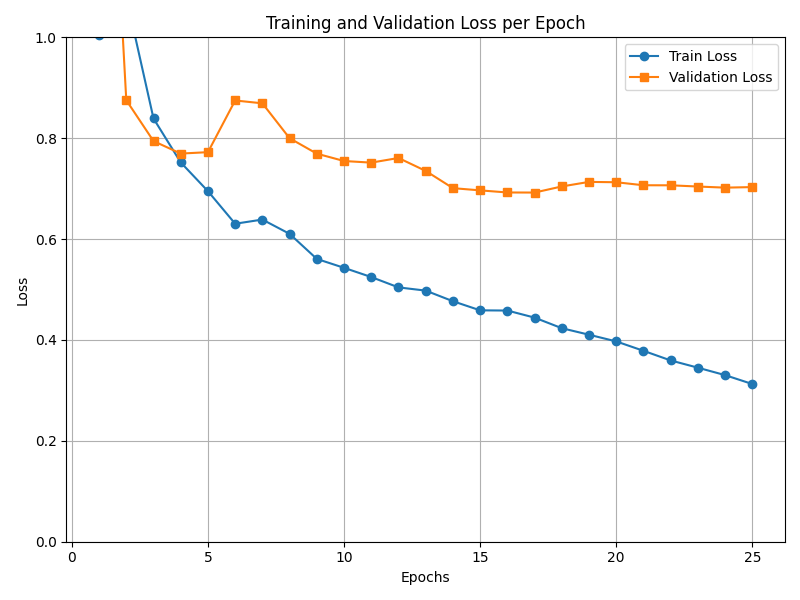 Training and Validation Loss per Epoch
Train Loss
Validation Loss
Loss
1.0
0.8
0.6
0.4
0.2
0.0
0 5 10 15 20 25
Epochs